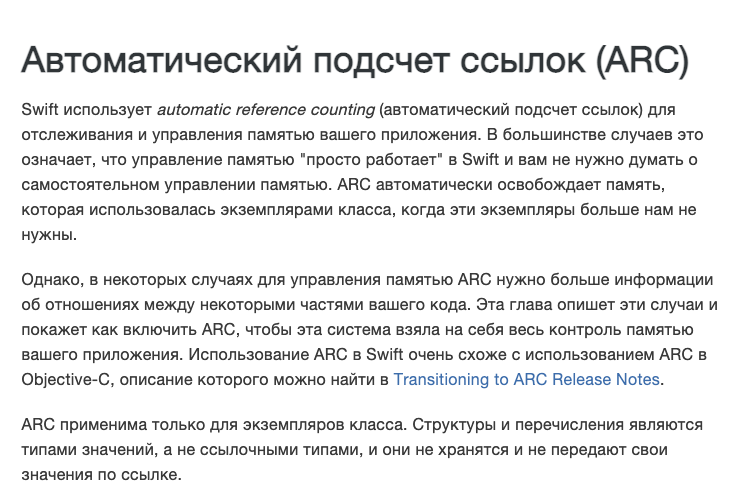 Автоматический подсчет ссылок (ARC)
Swift использует automatic reference counting (автоматический подсчет ссылок) для
отслеживания и управления памятью вашего приложения. В большинстве случаев это
означает, что управление памятью "просто работает" в Swift и вам не нужно думать о
самостоятельном управлении памятью. ARC автоматически освобождает память,
которая использовалась экземплярами класса, когда эти экземпляры больше нам не
нужны.
Однако, в некоторых случаях для управления памятью ARC нужно больше информации
об отношениях между некоторыми частями вашего кода. Эта глава опишет эти случаи и
покажет как включить ARC, чтобы эта система взяла на себя весь контроль памятью
вашего приложения. Использование ARC в Swift очень схоже с использованием ARC в
Objective-C, описание которого можно найти в Transitioning to ARC Release Notes.
ARC применима только для экземпляров класса. Структуры и перечисления являются
типами значений, а не ссылочными типами, и они не хранятся и не передают свои
значения по ссылке.